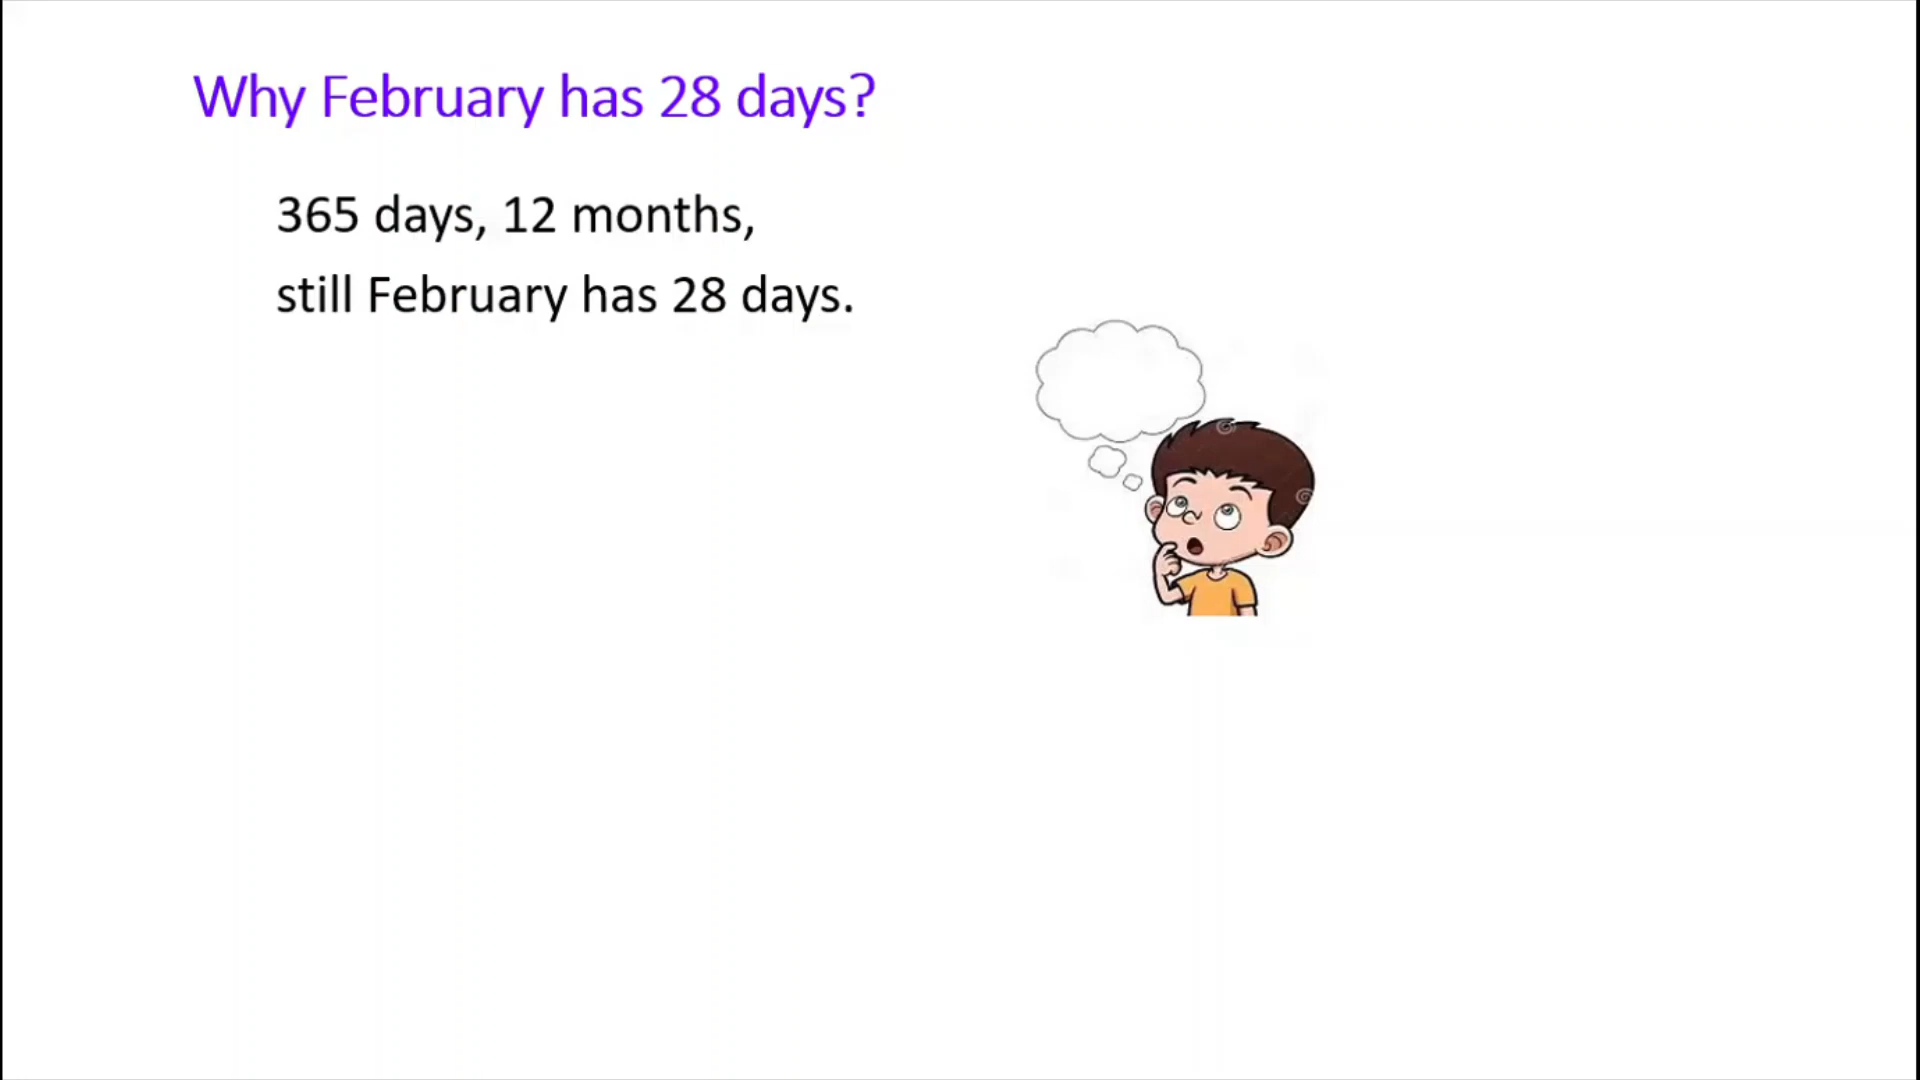 Why February has 28 days?
365 days, 12 months,
still February has 28 days.